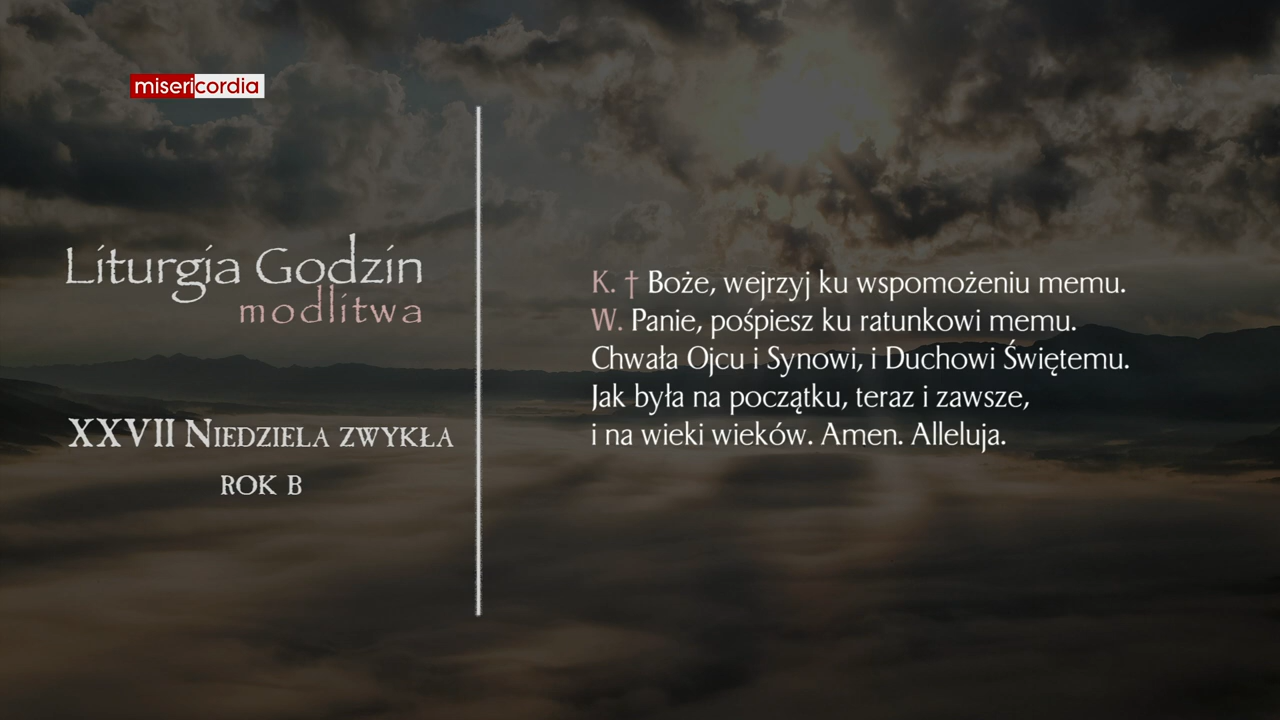 misericordia
Liturgia Godzin
modlitwa
XXVII Niedziela zwykła
rok B
K. † Boże, wejrzyj ku wspomożeniu memu.
W. Panie, pośpiesz ku ratunkowi memu.
Chwała Ojcu i Synowi, i Duchowi Świętemu.
Jak była na początku, teraz i zawsze,
i na wieki wieków. Amen. Alleluja.